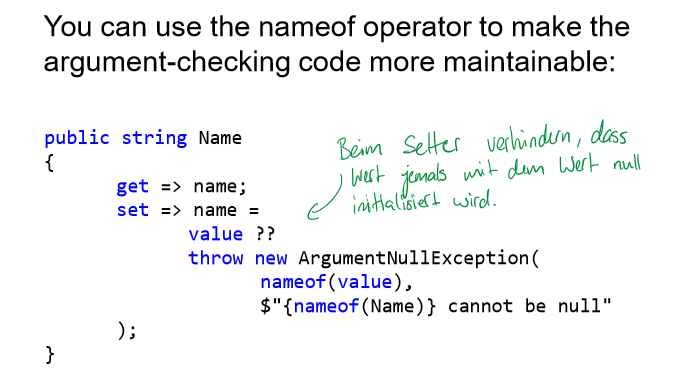 You can use the nameof operator to make the
argument-checking code more maintainable:
public string Name
{
get => name;
set => name =
value ??
throw new ArgumentNullException(
nameof(value),
$"{nameof(Name)} cannot be null"
);
}
Beim Setter verhindern, dass
Wert jemals mit dem Wert null
initialisiert wird.